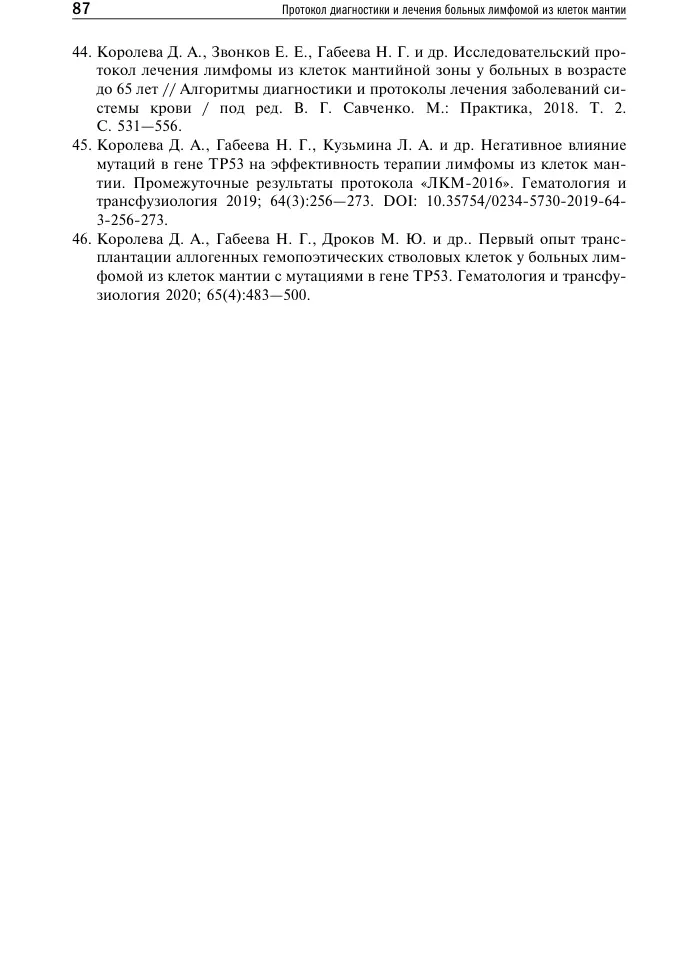 87
Протокол диагностики и лечения больных лимфомой из клеток мантии
44. Королева Д. А., Звонков Е. Е., Габеева Н. Г. и др. Исследовательский про-
токол лечения лимфомы из клеток мантийной зоны у больных в возрасте
до 65 лет // Алгоритмы диагностики и протоколы лечения заболеваний си-
стемы крови / под ред. В. Г. Савченко. М.: Практика, 2018. Т. 2.
С. 531—556.
45. Королева Д. А., Габеева Н. Г., Кузьмина Л. А. и др. Негативное влияние
мутаций в гене ТР53 на эффективность терапии лимфомы из клеток ман-
тии. Промежуточные результаты протокола «ЛКМ-2016». Гематология и
трансфузиология 2019; 64(3):256—273. DOI: 10.35754/0234-5730-2019-64-
3-256-273.
46. Королева Д. А., Габеева Н. Г., Дроков М. Ю. и др.. Первый опыт транс-
плантации аллогенных гемопоэтических стволовых клеток у больных лим-
фомой из клеток мантии с мутациями в гене ТР53. Гематология и трансфу-
зиология 2020; 65(4):483—500.